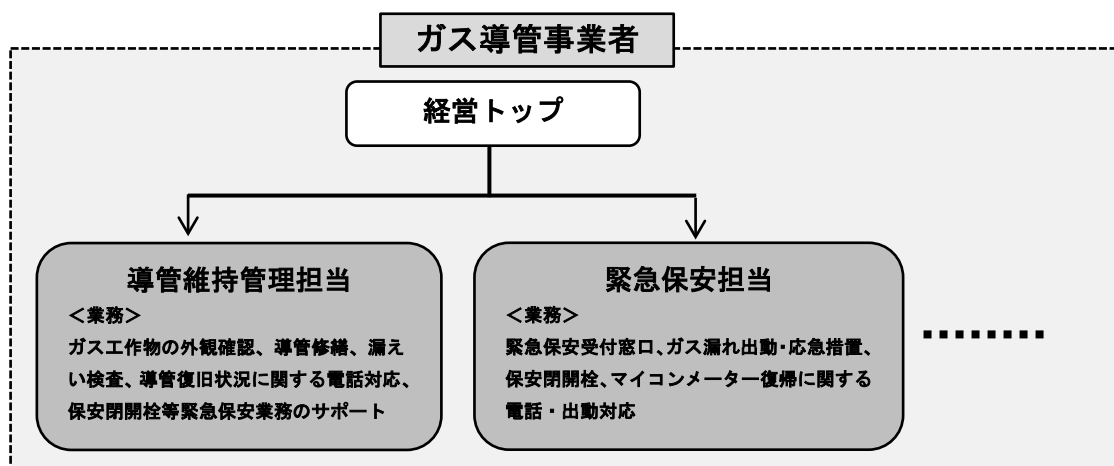 ガス導管事業者
経営トップ
導管維持管理担当
＜業務＞
ガス工作物の外観確認、導管修繕、漏え
い検査、導管復旧状況に関する電話対応、
保安閉開栓等緊急保安業務のサポート
緊急保安担当
＜業務＞
緊急保安受付窓口、ガス漏れ出動・応急措置、
保安閉開栓、マイコンメーター復帰に関する
電話・出動対応